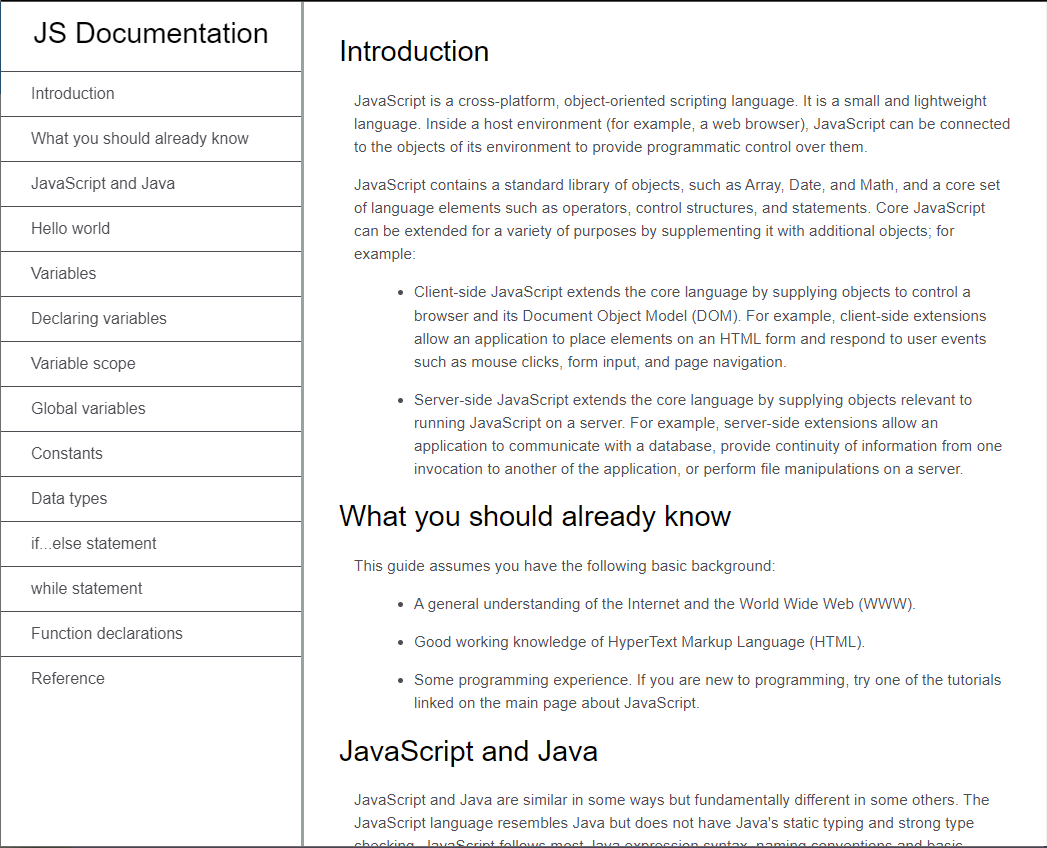 JS Documentation
Introduction
What you should already know
JavaScript and Java
Hello world
Variables
Declaring variables
Variable scope
Global variables
Constants
Data types
if...else statement
while statement
Function declarations
Reference
Introduction
JavaScript is a cross-platform, object-oriented scripting language. It is a small and lightweight
language. Inside a host environment (for example, a web browser), JavaScript can be connected
to the objects of its environment to provide programmatic control over them.
JavaScript contains a standard library of objects, such as Array, Date, and Math, and a core set
of language elements such as operators, control structures, and statements. Core JavaScript
can be extended for a variety of purposes by supplementing it with additional objects; for
example:
• Client-side JavaScript extends the core language by supplying objects to control a
browser and its Document Object Model (DOM). For example, client-side extensions
allow an application to place elements on an HTML form and respond to user events
such as mouse clicks, form input, and page navigation.
• Server-side JavaScript extends the core language by supplying objects relevant to
running JavaScript on a server. For example, server-side extensions allow an
application to communicate with a database, provide continuity of information from one
invocation to another of the application, or perform file manipulations on a server.
What you should already know
This guide assumes you have the following basic background:
• A general understanding of the Internet and the World Wide Web (WWW).
• Good working knowledge of HyperText Markup Language (HTML).
• Some programming experience. If you are new to programming, try one of the tutorials
linked on the main page about JavaScript.
JavaScript and Java
JavaScript and Java are similar in some ways but fundamentally different in some others. The
JavaScript language resembles Java but does not have Java's static typing and strong type
checking. JavaScript follows most Java expression syntax, naming conventions and basic